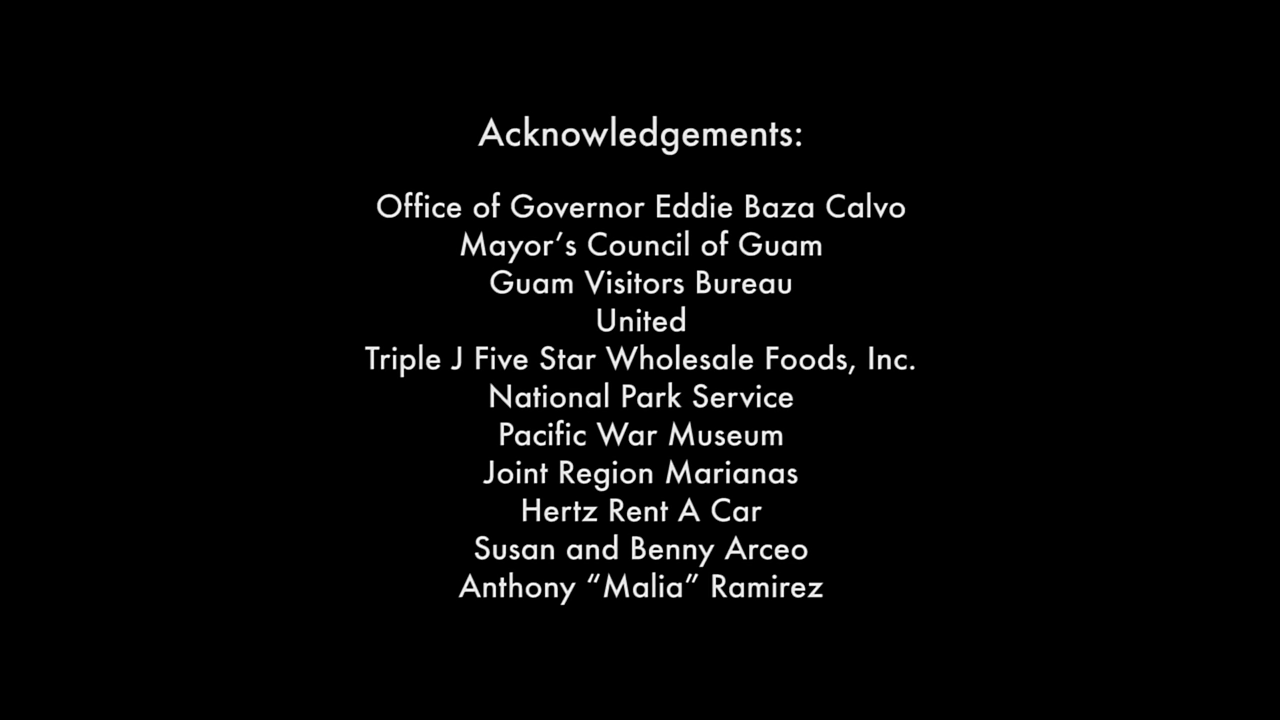 Acknowledgements:
Office of Governor Eddie Baza Calvo
Mayor’s Council of Guam
Guam Visitors Bureau
United
Triple J Five Star Wholesale Foods, Inc.
National Park Service
Pacific War Museum
Joint Region Marianas
Hertz Rent A Car
Susan and Benny Arceo
Anthony “Malia” Ramirez